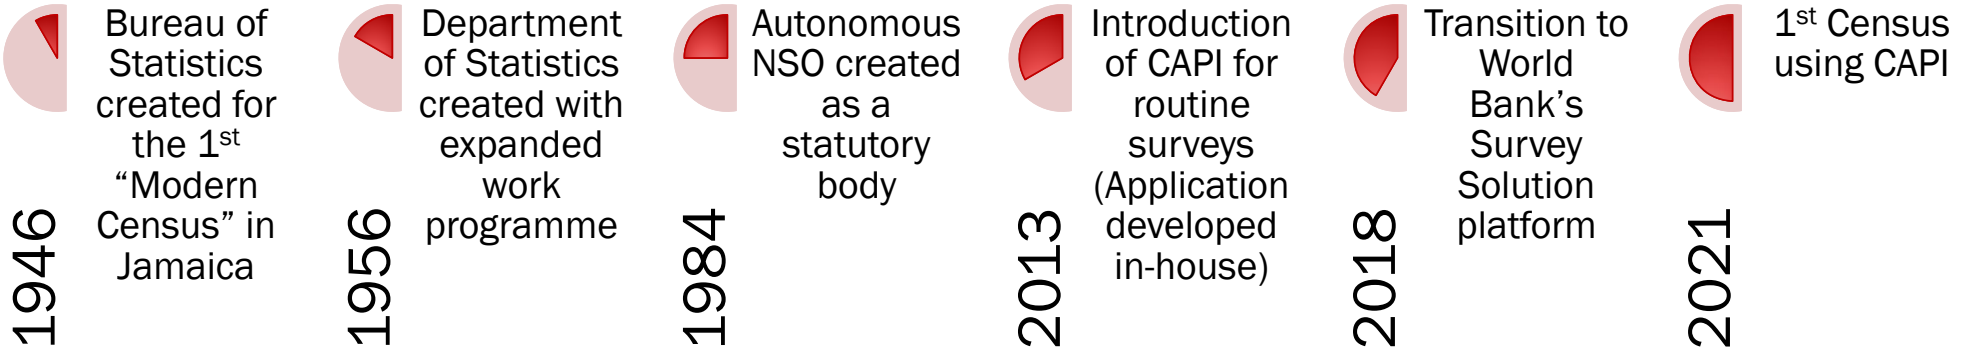 1946
Bureau of
Statistics
created for
the 1st
“Modern
Census” in
Jamaica
1956
Department
of Statistics
created with
expanded
work
programme
1984
Autonomous
NSO created
as a
statutory
body
2013
Introduction
of CAPI for
routine
surveys
(Application
developed
in-house)
2018
Transition to
World
Bank’s
Survey
Solution
platform
2021
1st Census
using CAPI